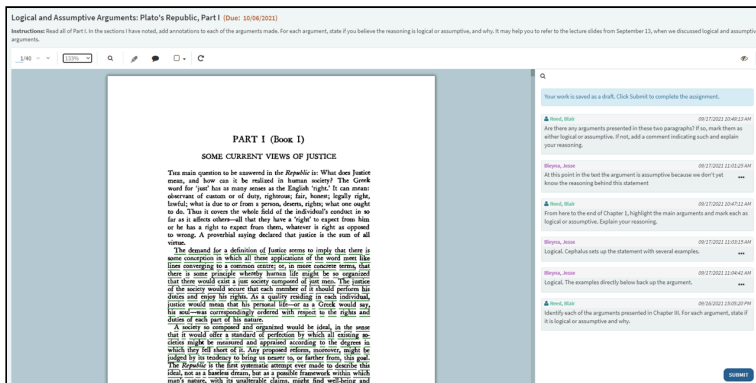 Logical and Assumptive Arguments: Plato's Republic, Part I (Due: 10/06/2021)
Instructions: Read all of Part I. In the sections I have noted, add annotations to each of the arguments made. For each argument, state if you believe the reasoning is logical or assumptive, and why. It may help you to refer to the lecture slides from September 13, when we discussed logical and assumptiv
arguments.
1/40
133%
PART I (Book I)
SOME CURRENT VIEWS OF JUSTICE
THE main question to be answered in the Republic is: What does Justice
mean, and how can it be realized in human society? The Greek
word for 'just' has as many senses as the English 'right.' It can mean:
observant of custom or of duty, righteous; fair, honest; legally right,
lawful; what is due to or from a person, deserts, rights; what one ought
to do. Thus it covers the whole field of the individual's conduct in so
far as it affects others—all that they have a 'right' to expect from him
or he has a right to expect from them, whatever is right as opposed
to wrong. A proverbial saying declared that justice is the sum of all
virtue.
The demand for a definition of Justice seems to imply that there is
some conception in which all these applications of the word meet like
lines converging to a common centre; or, in more concrete terms, that
there is some principle whereby human life might be so organized
that there would exist a just society composed of just men. The justice
of the society would secure that each member of it should perform his
duties and enjoy his rights. As a quality residing in each individual,
justice would mean that his personal life—or as a Greek would say,
his soul—was correspondingly ordered with respect to the rights and
duties of each part of his nature.
A society so composed and organized would be ideal, in the sense
that it would offer a standard of perfection by which all existing so-
cieties might be measured and appraised according to the degrees in
which they fell short of it. Any proposed reform, moreover, might be
judged by its tendency to bring us nearer to, or farther from, this goal.
The Republic is the first systematic attempt ever made to describe this
ideal, not as a baseless dream, but as a possible framework within which
man's nature, with its unalterable claims, might find well-being and
Your work is saved as a draft. Click Submit to complete the assignment.
Reed, Blair 09/17/2021 10:49:13 AM
Are there any arguments presented in these two paragraphs? If so, mark them as
either logical or assumptive. If not, add a comment indicating such and explain
your reasoning.
Bleyna, Jesse 09/17/2021 11:01:25 AM
At this point in the text the argument is assumptive because we don't yet
know the reasoning behind this statement
Reed, Blair 09/17/2021 10:47:11 AM
From here to the end of Chapter 1, highlight the main arguments and mark each as
logical or assumptive. Explain your reasoning.
Bleyna, Jesse 09/17/2021 11:03:19 AM
Logical. Cephalus sets up the statement with several examples.
Bleyna, Jesse 09/17/2021 11:04:41 AM
Logical. The examples directly below back up the argument.
Reed, Blair 09/16/2021 15:05:20 PM
Identify each of the arguments presented in Chapter III. For each argument, state if
it is logical or assumptive and why.
SUBMIT